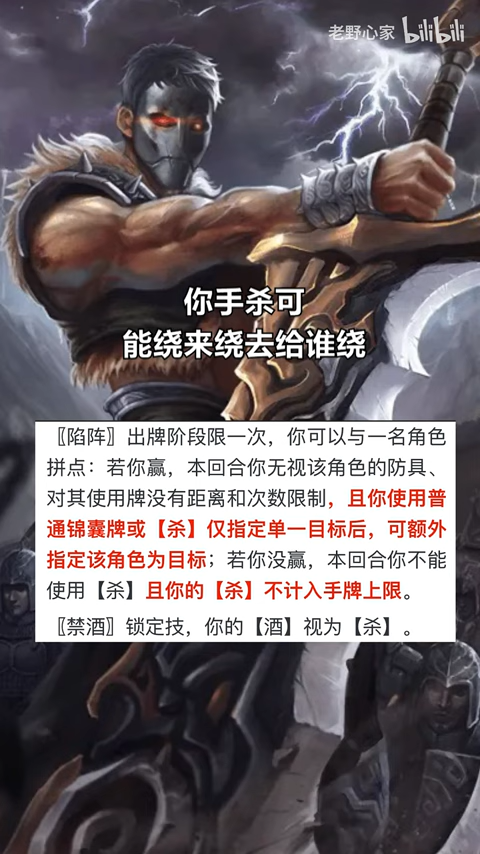 老野心家 bilibili
你手杀可
能绕来绕去给谁绕
〖陷阵〗出牌阶段限一次，你可以与一名角色
拼点：若你赢，本回合你无视该角色的防具、
对其使用牌没有距离和次数限制，且你使用普
通锦囊牌或【杀】仅指定单一目标后，可额外
指定该角色为目标；若你没赢，本回合你不能
使用【杀】且你的【杀】不计入手牌上限。
〖禁酒〗锁定技，你的【酒】视为【杀】。